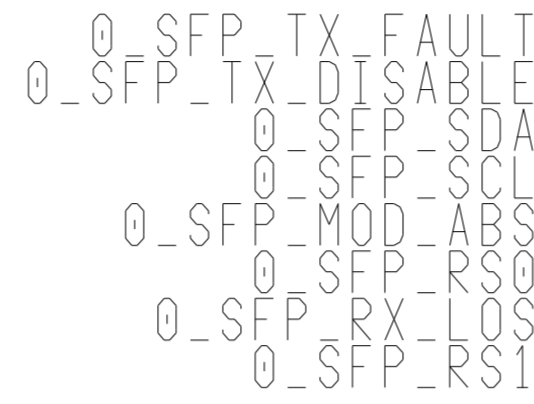 0_SFP_TX_FAULT
0_SFP_TX_DISABLE
0_SFP_SDA
0_SFP_SCL
0_SFP_MOD_ABS
0_SFP_RS0
0_SFP_RX_LOS
0_SFP_RS1